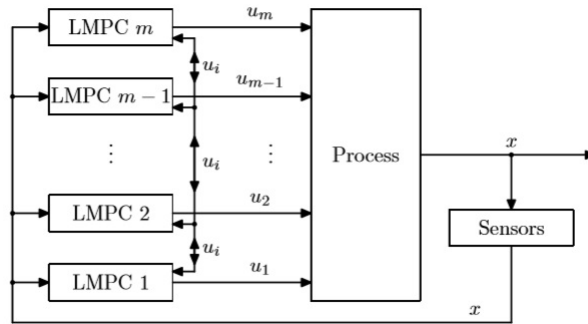 LMPC m
u_m
u_i
LMPC m − 1
u_{m−1}
⋮
u_i
⋮
Process
x
LMPC 2
u_2
Sensors
u_i
LMPC 1
u_1
x